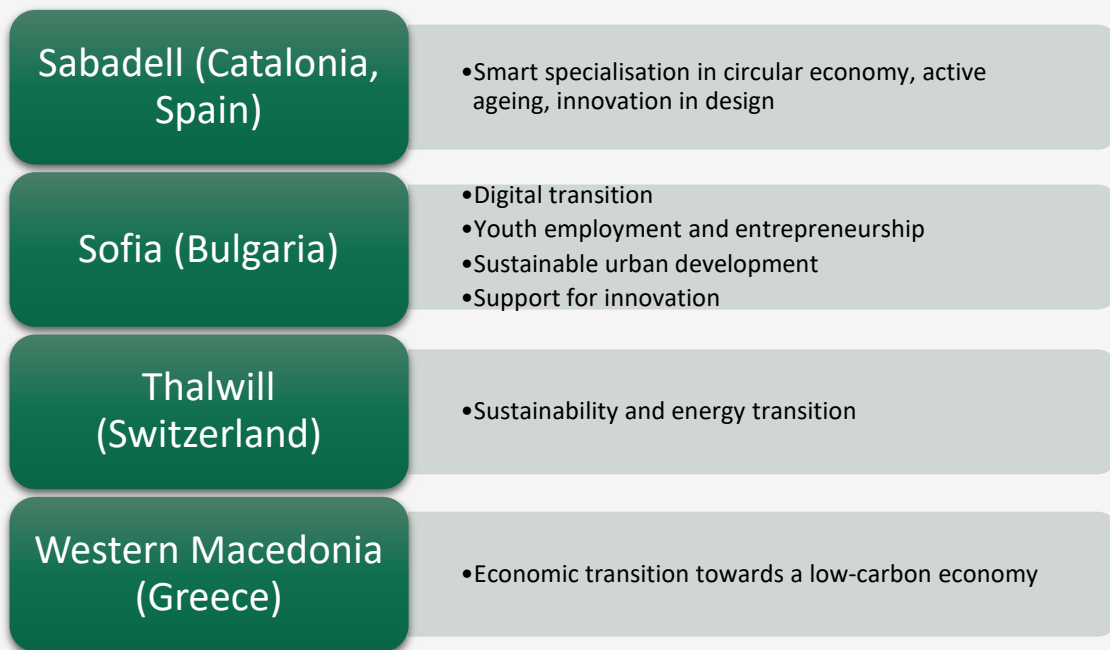 Sabadell (Catalonia,
Spain)
•Smart specialisation in circular economy, active
ageing, innovation in design
Sofia (Bulgaria)
•Digital transition
•Youth employment and entrepreneurship
•Sustainable urban development
•Support for innovation
Thalwill
(Switzerland)
•Sustainability and energy transition
Western Macedonia
(Greece)
•Economic transition towards a low-carbon economy